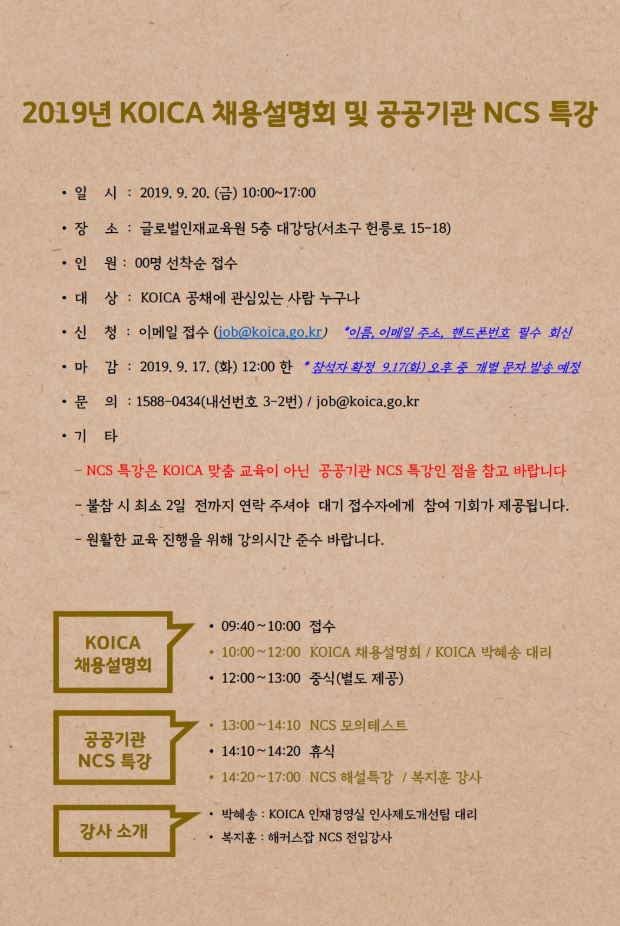 2019년 KOICA 채용설명회 및 공공기관 NCS 특강
• 일 시 : 2019. 9. 20. (금) 10:00~17:00
• 장 소 : 글로벌인재교육원 5층 대강당(서초구 헌릉로 15-18)
• 인 원 : 00명 선착순 접수
• 대 상 : KOICA 공채에 관심있는 사람 누구나
• 신 청 : 이메일 접수 (job@koica.go.kr) *이름, 이메일 주소, 핸드폰번호 필수 회신
• 마 감 : 2019. 9. 17. (화) 12:00 한 * 참석자 확정 9.17(화) 오후 중 개별 문자 발송 예정
• 문 의 : 1588-0434(내선번호 3-2번) / job@koica.go.kr
• 기 타
- NCS 특강은 KOICA 맞춤 교육이 아닌 공공기관 NCS 특강인 점을 참고 바랍니다
- 불참 시 최소 2일 전까지 연락 주셔야 대기 접수자에게 참여 기회가 제공됩니다.
- 원활한 교육 진행을 위해 강의시간 준수 바랍니다.
KOICA
채용설명회
• 09:40~10:00 접수
• 10:00~12:00 KOICA 채용설명회 / KOICA 박혜송 대리
• 12:00~13:00 중식(별도 제공)
공공기관
NCS 특강
• 13:00~14:10 NCS 모의테스트
• 14:10~14:20 휴식
• 14:20~17:00 NCS 해설특강 / 복지훈 강사
강사 소개
• 박혜송 : KOICA 인재경영실 인사제도개선팀 대리
• 복지훈 : 해커스잡 NCS 전임강사